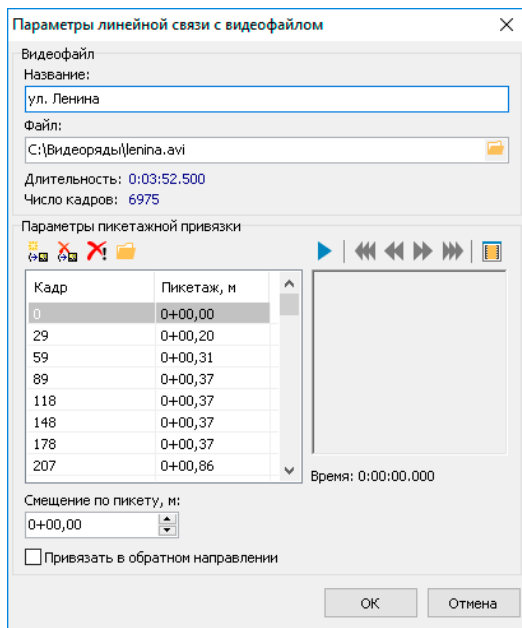 Параметры линейной связи с видеофайлом
Видеофайл
Название:
ул. Ленина
Файл:
C:\Видеоряды\lenina.avi
Длительность: 0:03:52.500
Число кадров: 6975
Параметры пикетажной привязки
Кадр Пикетаж, м
0 0+00,00
29 0+00,20
59 0+00,31
89 0+00,37
118 0+00,37
148 0+00,37
178 0+00,37
207 0+00,86
Время: 0:00:00.000
Смещение по пикету, м:
0+00,00
Привязать в обратном направлении
ОК Отмена